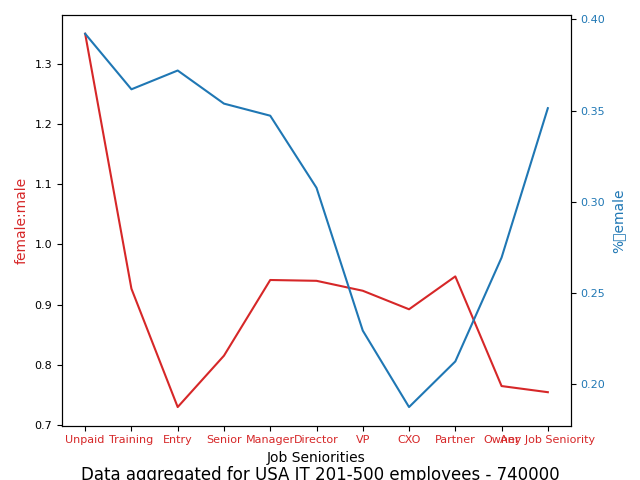 1.3
1.2
1.1
1.0
0.9
0.8
0.7
female:male
0.40
0.35
0.30
0.25
0.20
%▯emale
Unpaid Training Entry Senior Manager Director VP CXO Partner Owner Any Job Seniority
Job Seniorities
Data aggregated for USA IT 201-500 employees - 740000